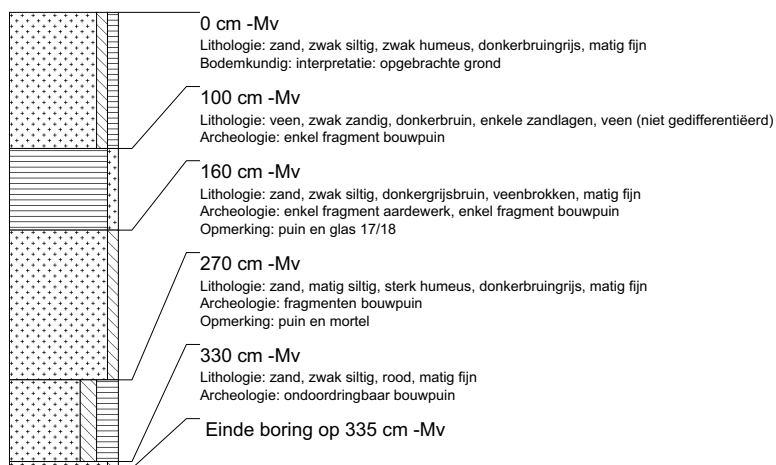 0 cm -Mv
Lithologie: zand, zwak siltig, zwak humeus, donkerbruingrijs, matig fijn
Bodemkundig: interpretatie: opgebrachte grond
100 cm -Mv
Lithologie: veen, zwak zandig, donkerbruin, enkele zandlagen, veen (niet gedifferentiëerd)
Archeologie: enkel fragment bouwpuin
160 cm -Mv
Lithologie: zand, zwak siltig, donkergrijsbruin, veenbrokken, matig fijn
Archeologie: enkel fragment aardewerk, enkel fragment bouwpuin
Opmerking: puin en glas 17/18
270 cm -Mv
Lithologie: zand, matig siltig, sterk humeus, donkerbruingrijs, matig fijn
Archeologie: fragmenten bouwpuin
Opmerking: puin en mortel
330 cm -Mv
Lithologie: zand, zwak siltig, rood, matig fijn
Archeologie: ondoordringbaar bouwpuin
Einde boring op 335 cm -Mv